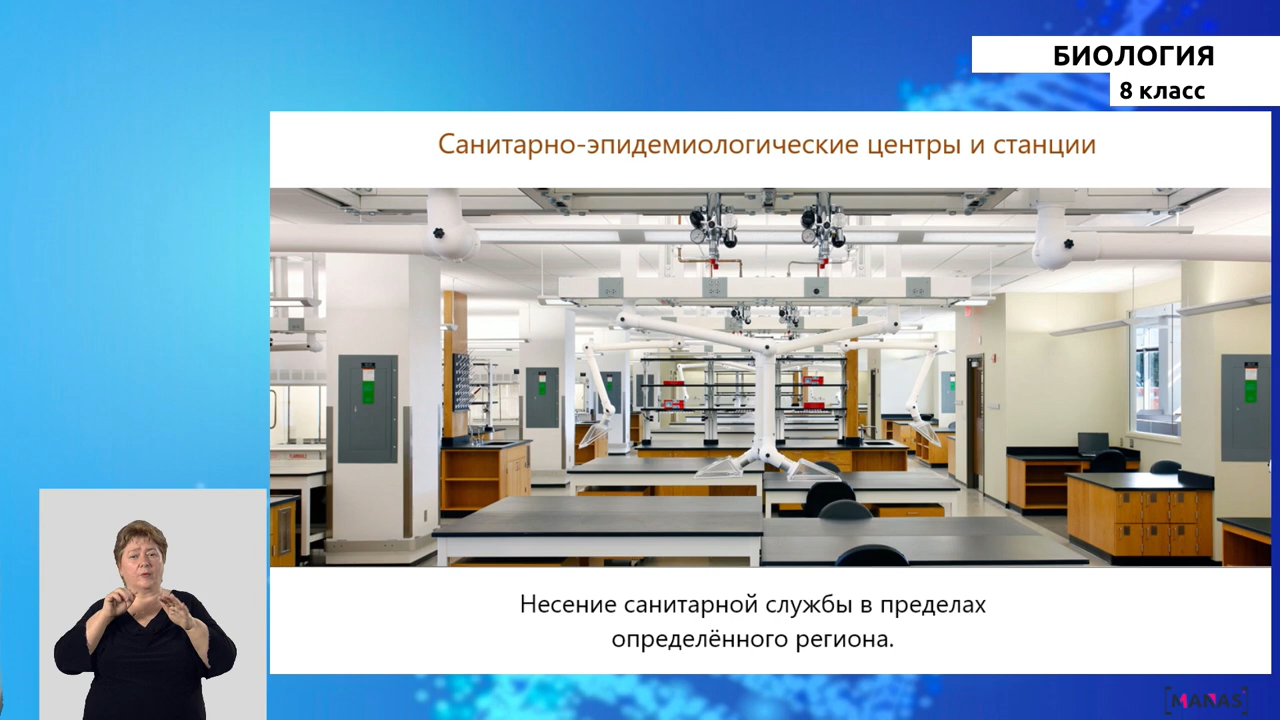 БИОЛОГИЯ
8 класс
Санитарно-эпидемиологические центры и станции
Несение санитарной службы в пределах
определённого региона.
MANAS